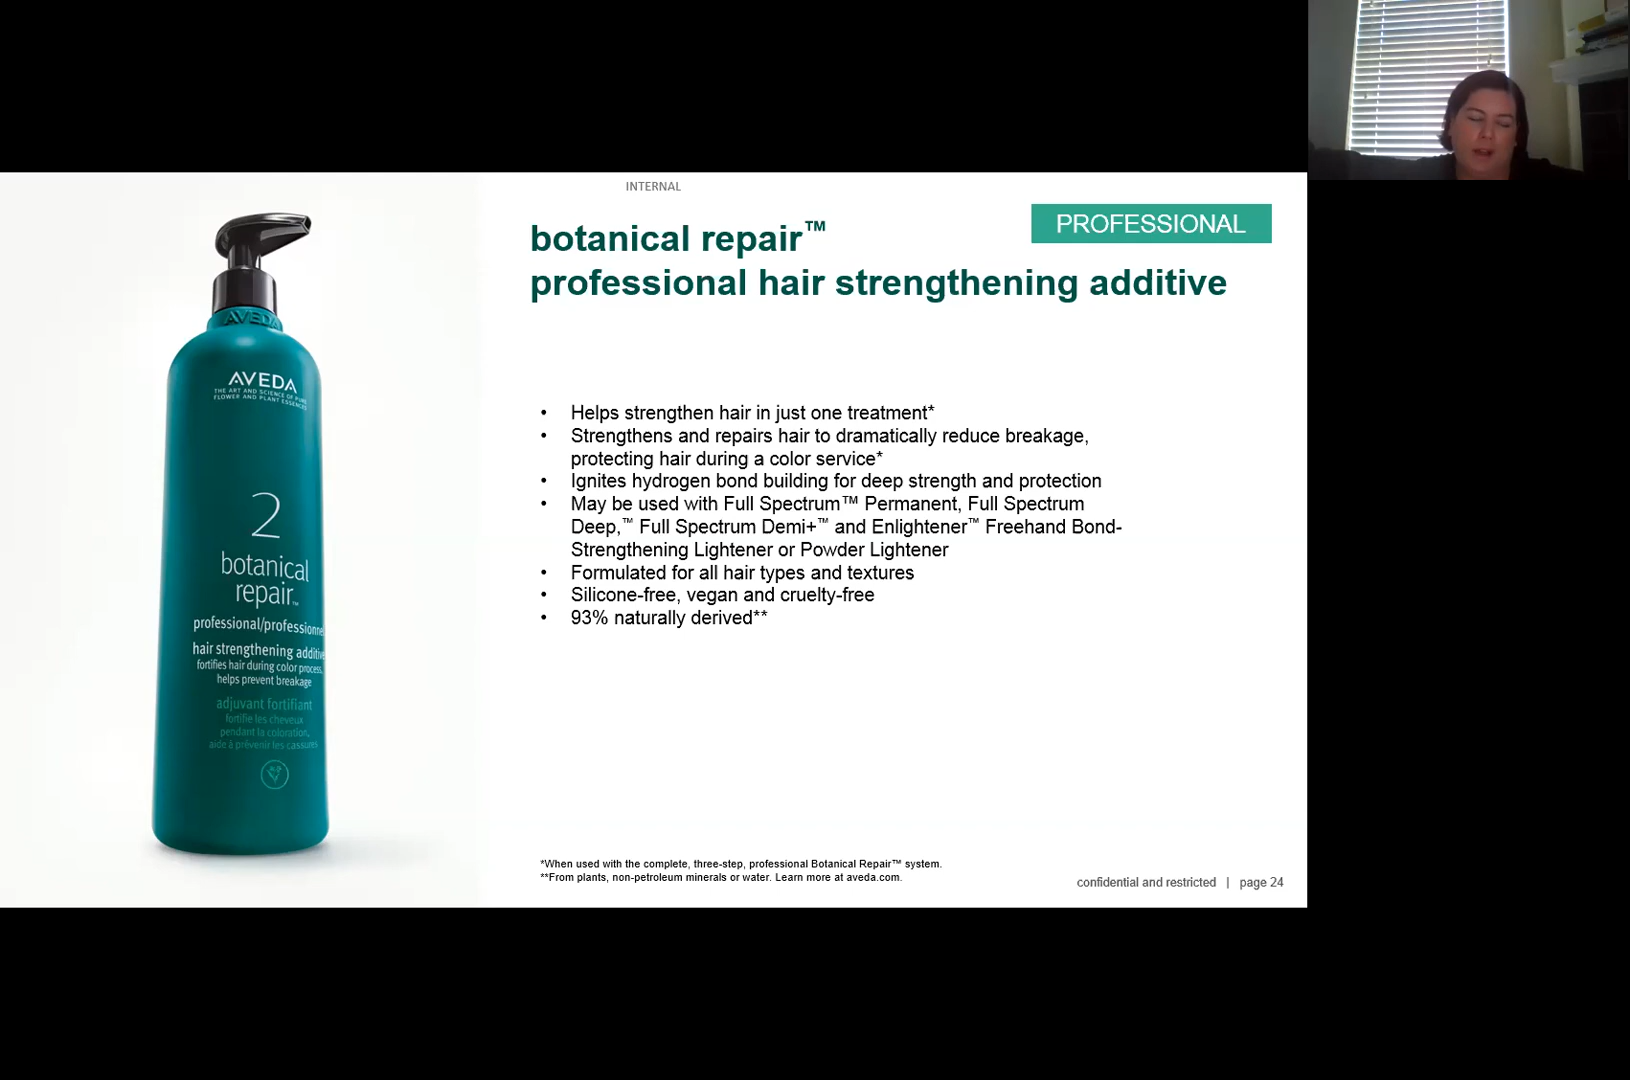 INTERNAL
botanical repair™
professional hair strengthening additive
PROFESSIONAL
AVEDA
AVEDA
THE ART AND SCIENCE OF PURE
FLOWER AND PLANT ESSENCES
2
botanical
repair™
professional/professionnel
hair strengthening additive
fortifies hair during color process,
helps prevent breakage
adjuvant fortifiant
fortifie les cheveux
pendant la coloration,
aide à prévenir les cassures
• Helps strengthen hair in just one treatment*
• Strengthens and repairs hair to dramatically reduce breakage,
protecting hair during a color service*
• Ignites hydrogen bond building for deep strength and protection
• May be used with Full Spectrum™ Permanent, Full Spectrum
Deep,™ Full Spectrum Demi+™ and Enlightener™ Freehand Bond-
Strengthening Lightener or Powder Lightener
• Formulated for all hair types and textures
• Silicone-free, vegan and cruelty-free
• 93% naturally derived**
*When used with the complete, three-step, professional Botanical Repair™ system.
**From plants, non-petroleum minerals or water. Learn more at aveda.com.
confidential and restricted | page 24